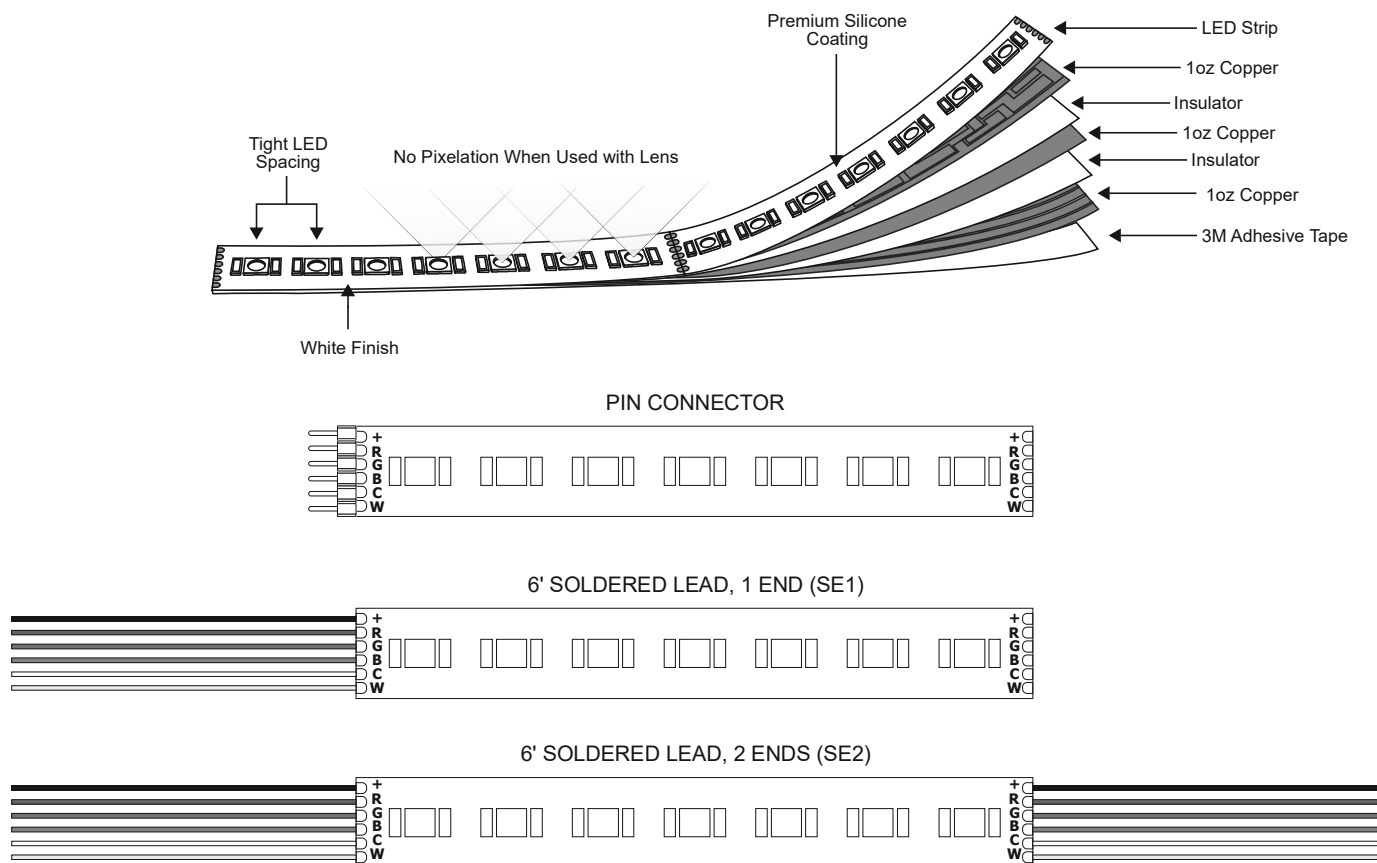 Premium Silicone
Coating
LED Strip
1oz Copper
Insulator
1oz Copper
Insulator
1oz Copper
3M Adhesive Tape
Tight LED
Spacing
No Pixelation When Used with Lens
White Finish
PIN CONNECTOR
+ +
R R
G G
B B
C C
W W
6' SOLDERED LEAD, 1 END (SE1)
+ +
R R
G G
B B
C C
W W
6' SOLDERED LEAD, 2 ENDS (SE2)
+ +
R R
G G
B B
C C
W W